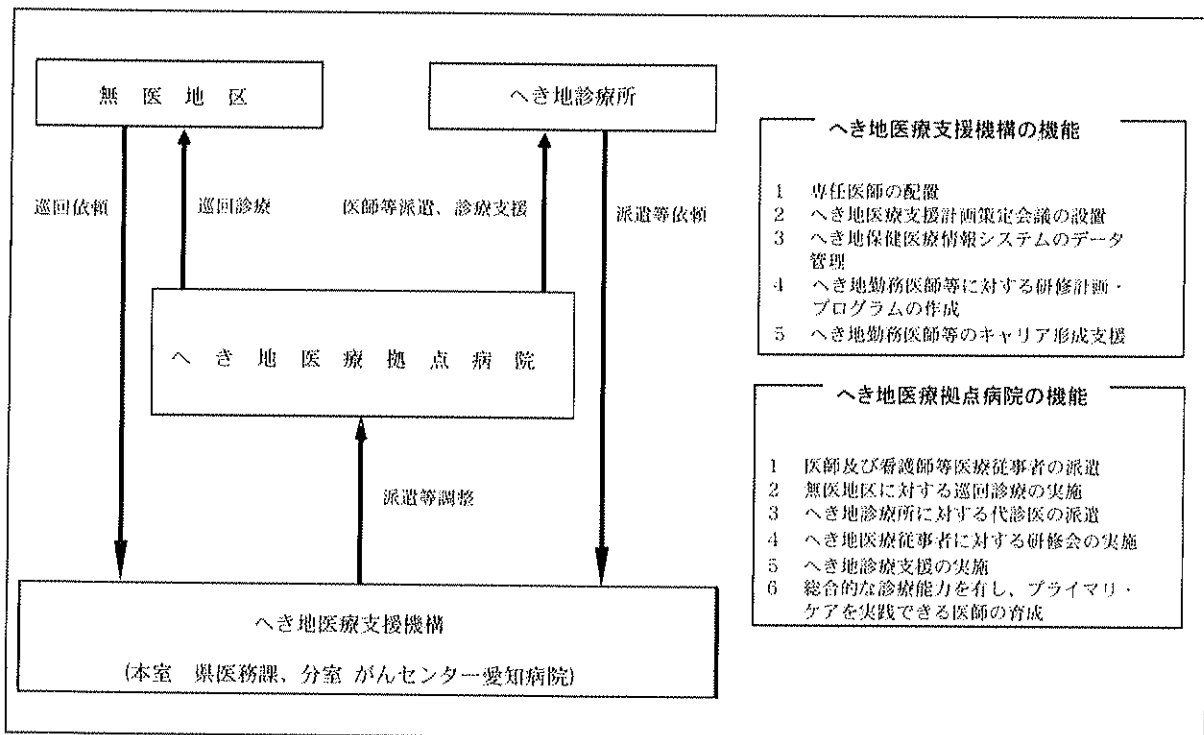 無医地区
へき地診療所
巡回依頼
巡回診療
医師等派遣、診療支援
派遣等依頼
へき地医療拠点病院
派遣等調整
へき地医療支援機構
(本室 県医務課、分室 がんセンター愛知病院)
へき地医療支援機構の機能
1 専任医師の配置
2 へき地医療支援計画策定会議の設置
3 へき地保健医療情報システムのデータ
管理
4 へき地勤務医師等に対する研修計画・
プログラムの作成
5 へき地勤務医師等のキャリア形成支援
へき地医療拠点病院の機能
1 医師及び看護師等医療従事者の派遣
2 無医地区に対する巡回診療の実施
3 へき地診療所に対する代診医の派遣
4 へき地医療従事者に対する研修会の実施
5 へき地診療支援の実施
6 総合的な診療能力を有し、プライマリ・
ケアを実践できる医師の育成